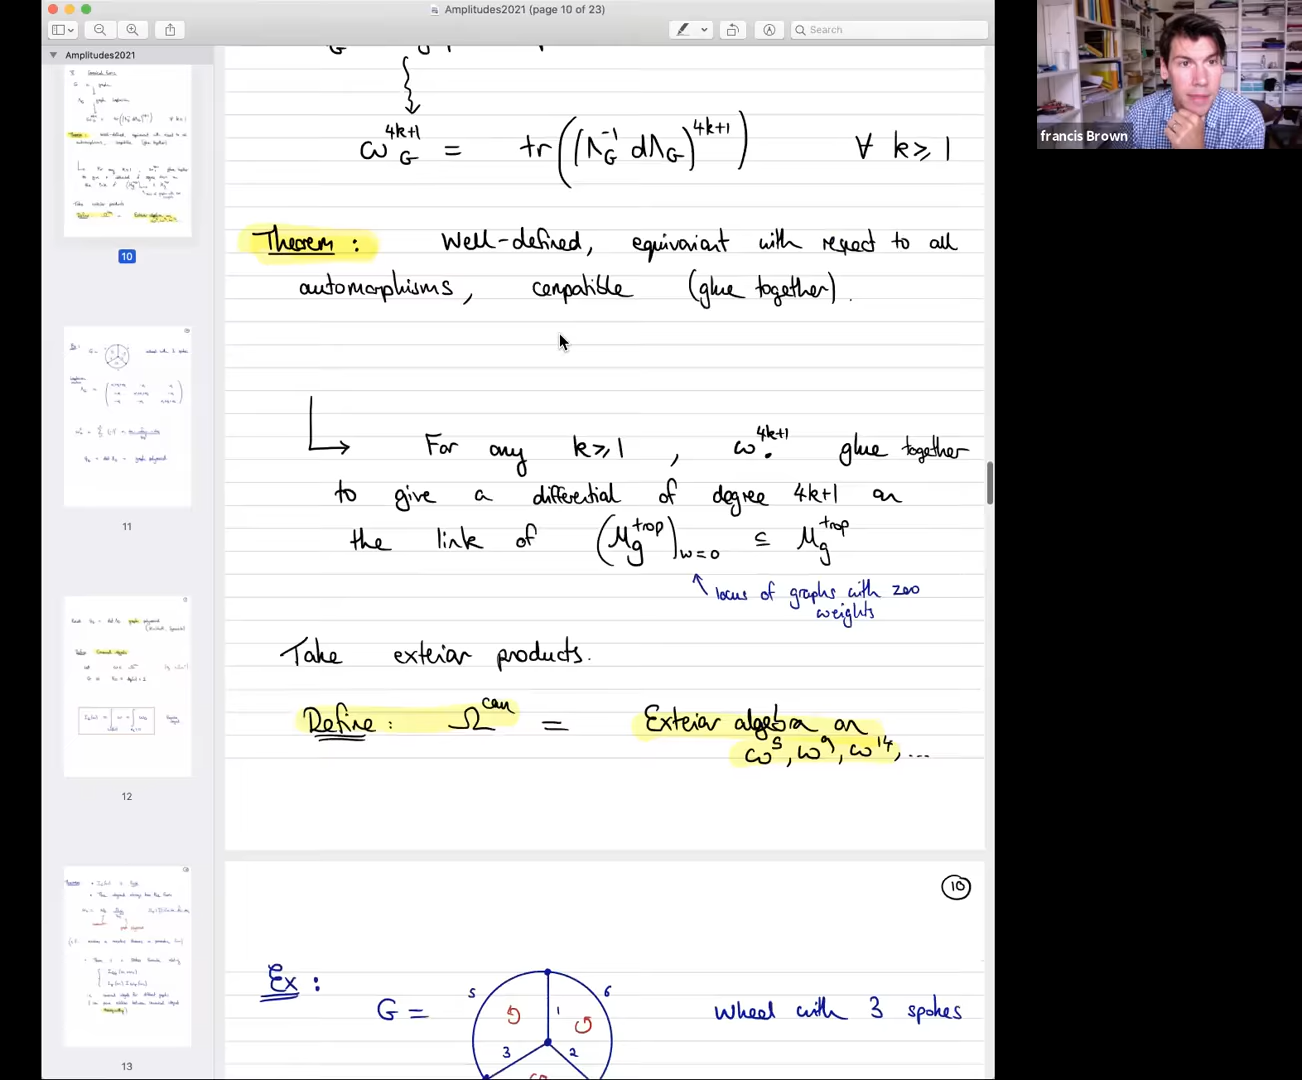 Amplitudes2021 (page 10 of 23)
Search
Amplitudes2021
10
11
12
13
francis Brown
ω_G^{4k+1} = tr((Λ_G^{-1} dΛ_G)^{4k+1}) ∀ k ⩾ 1
Theorem: Well-defined, equivariant with respect to all
automorphisms, compatible (glue together).
For any k⩾1, ω_•^{4k+1} glue together
to give a differential of degree 4k+1 on
the link of (M_g^{trop})_{w=0} ⊆ M_g^{trop}
locus of graphs with zero
weights
Take exterior products.
Define: Ω^{can} = Exterior algebra on
ω^5, ω^9, ω^{14}, ...
10
Ex:
G =
5
6
1
3
2
Wheel with 3 spokes